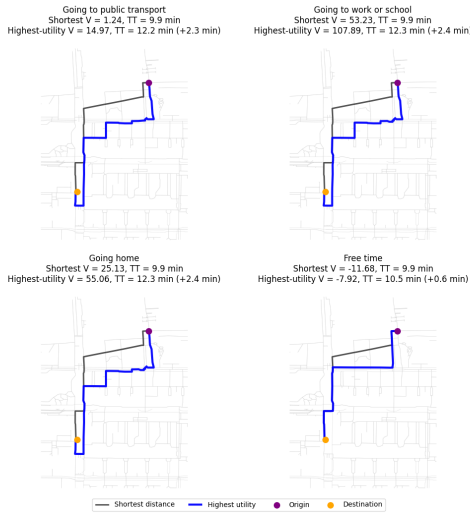 Going to public transport
Shortest V = 1.24, TT = 9.9 min
Highest-utility V = 14.97, TT = 12.2 min (+2.3 min)
Going to work or school
Shortest V = 53.23, TT = 9.9 min
Highest-utility V = 107.89, TT = 12.3 min (+2.4 min
Going home
Shortest V = 25.13, TT = 9.9 min
Highest-utility V = 55.06, TT = 12.3 min (+2.4 min)
Free time
Shortest V = -11.68, TT = 9.9 min
Highest-utility V = -7.92, TT = 10.5 min (+0.6 min)
Shortest distance
Highest utility
Origin
Destination